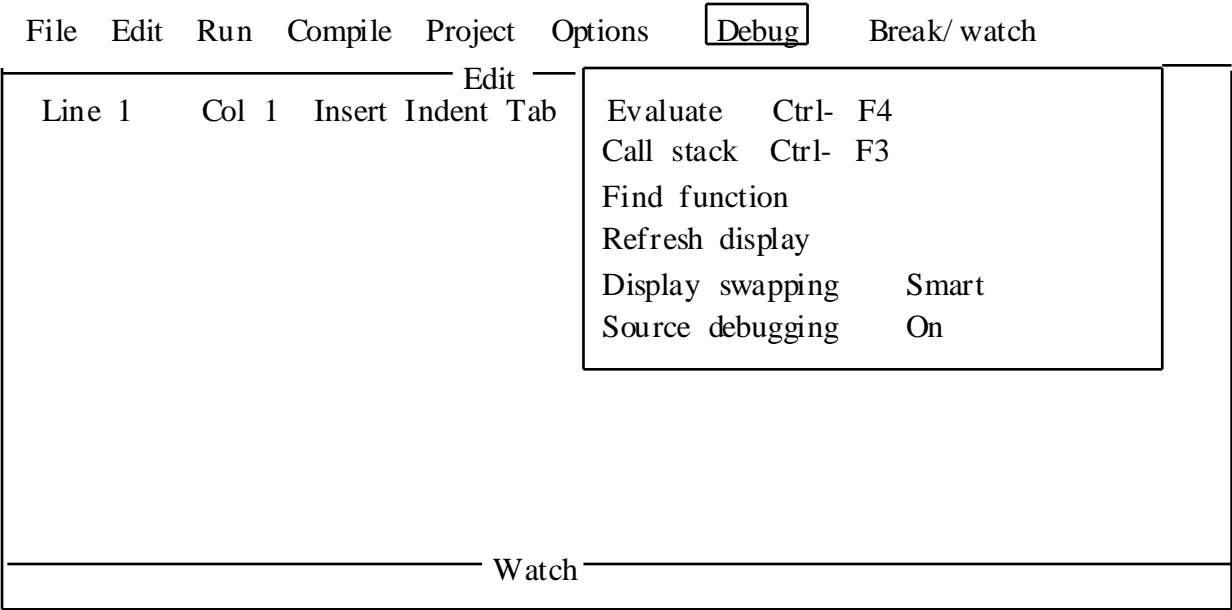 File Edit Run Compile Project Options Debug Break/ watch
Edit
Line 1 Col 1 Insert Indent Tab
Evaluate Ctrl- F4
Call stack Ctrl- F3
Find function
Refresh display
Display swapping Smart
Source debugging On
Watch